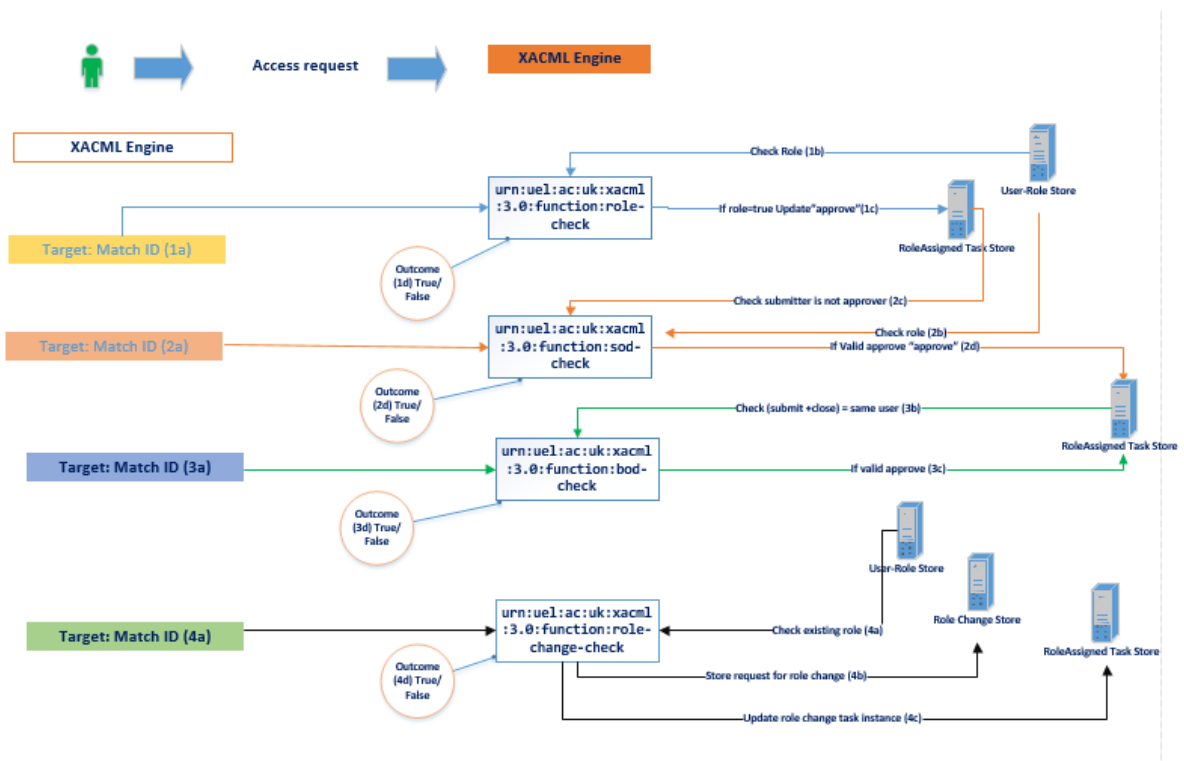 Access request
XACML Engine
XACML Engine
Check Role (1b)
User-Role Store
urn:uel:ac:uk:xacml
:3.0:function:role-
check
If role=true Update"approve"(1c)
RoleAssigned Task Store
Target: Match ID (1a)
Outcome
(1d) True/
False
Check submitter is not approver (2c)
urn:uel:ac:uk:xacml
:3.0:function:sod-
check
Check role (2b)
If Valid approve "approve" (2d)
Target: Match ID (2a)
Outcome
(2d) True/
False
Check (submit +close) = same user (3b)
RoleAssigned Task Store
urn:uel:ac:uk:xacml
:3.0:function:bod-
check
If valid approve (3c)
Target: Match ID (3a)
Outcome
(3d) True/
False
User-Role Store
Role Change Store
RoleAssigned Task Store
urn:uel:ac:uk:xacml
:3.0:function:role-
change-check
Check existing role (4a)
Target: Match ID (4a)
Outcome
(4d) True/
False
Store request for role change (4b)
Update role change task instance (4c)